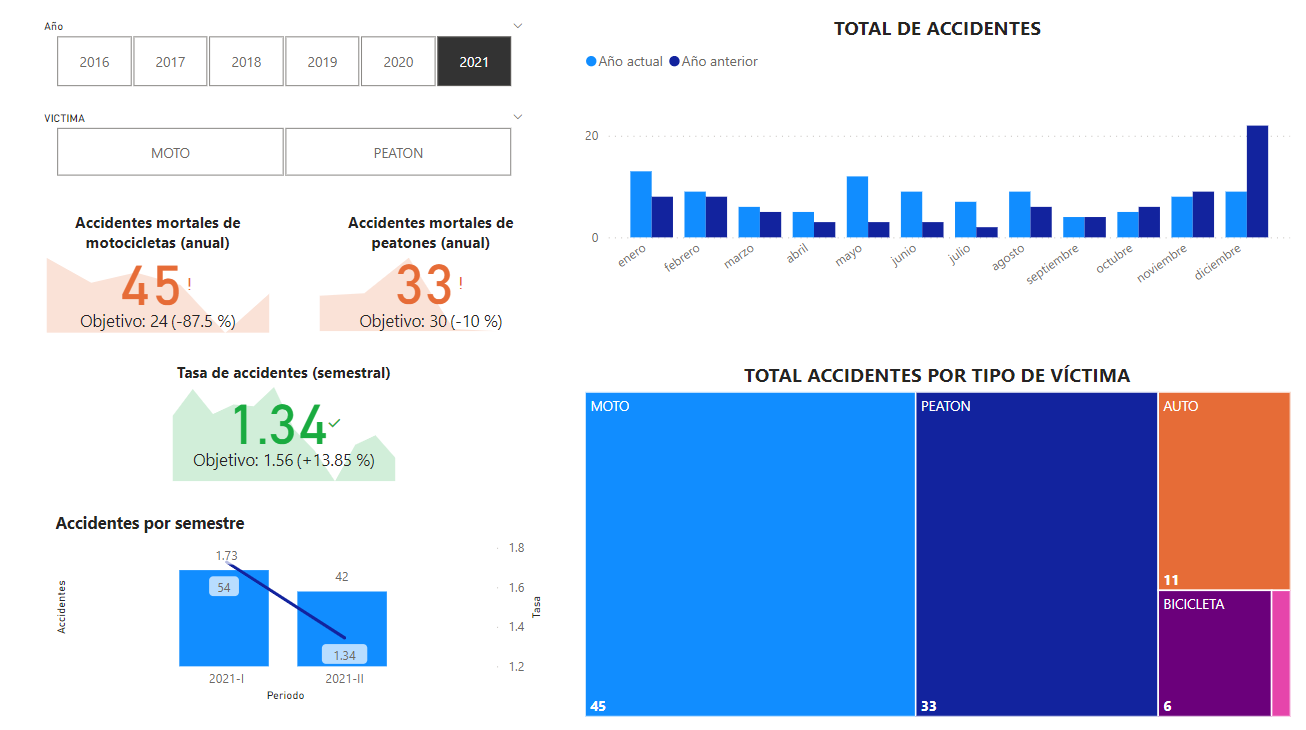 Año
2016 2017 2018 2019 2020 2021
VICTIMA
MOTO PEATON
Accidentes mortales de
motocicletas (anual)
45!
Objetivo: 24 (-87.5 %)
Accidentes mortales de
peatones (anual)
33!
Objetivo: 30 (-10 %)
Tasa de accidentes (semestral)
1.34
Objetivo: 1.56 (+13.85 %)
Accidentes por semestre
Accidentes
1.73
54
42
1.34
1.8
1.6
1.4
1.2
Tasa
2021-I 2021-II
Periodo
TOTAL DE ACCIDENTES
Año actual Año anterior
20
0
enero febrero marzo abril mayo junio julio agosto septiembre octubre noviembre diciembre
TOTAL ACCIDENTES POR TIPO DE VÍCTIMA
MOTO
45
PEATON
33
AUTO
11
BICICLETA
6